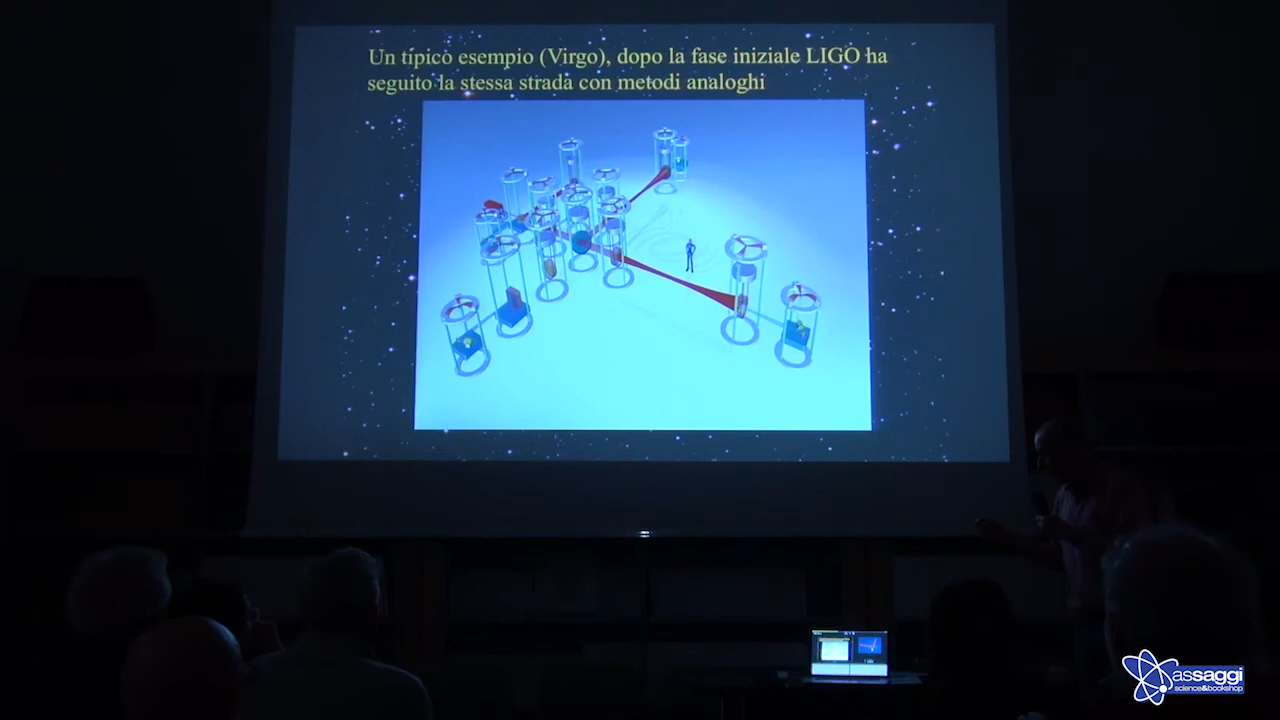 Un tipico esempio (Virgo), dopo la fase iniziale LIGO ha
seguito la stessa strada con metodi analoghi
assaggi
science&bookshop